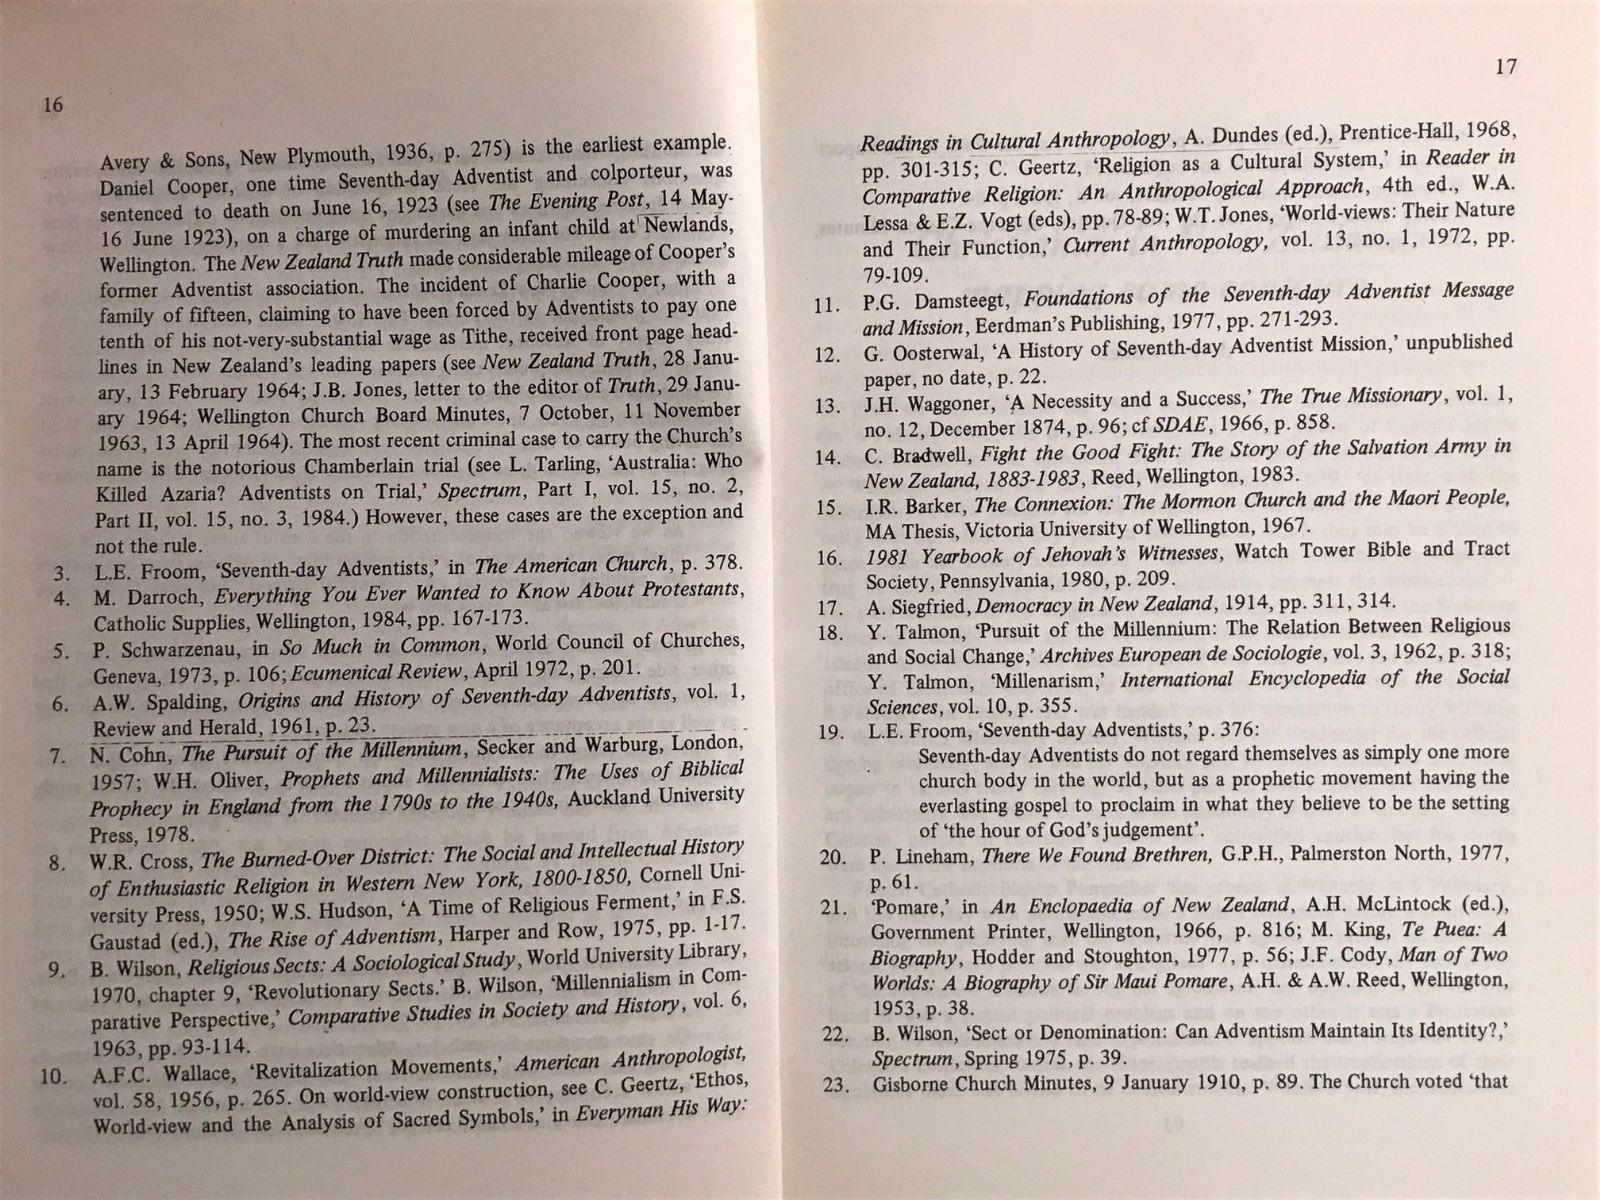 16
Avery & Sons, New Plymouth, 1936, p. 275) is the earliest example.
Daniel Cooper, one time Seventh-day Adventist and colporteur, was
sentenced to death on June 16, 1923 (see The Evening Post, 14 May-
16 June 1923), on a charge of murdering an infant child at Newlands,
Wellington. The New Zealand Truth made considerable mileage of Cooper's
former Adventist association. The incident of Charlie Cooper, with a
family of fifteen, claiming to have been forced by Adventists to pay one
tenth of his not-very-substantial wage as Tithe, received front page head-
lines in New Zealand's leading papers (see New Zealand Truth, 28 Janu-
ary, 13 February 1964; J.B. Jones, letter to the editor of Truth, 29 Janu-
ary 1964; Wellington Church Board Minutes, 7 October, 11 November
1963, 13 April 1964). The most recent criminal case to carry the Church's
name is the notorious Chamberlain trial (see L. Tarling, 'Australia: Who
Killed Azaria? Adventists on Trial,' Spectrum, Part I, vol. 15, no. 2,
Part II, vol. 15, no. 3, 1984.) However, these cases are the exception and
not the rule.
3. L.E. Froom, 'Seventh-day Adventists,' in The American Church, p. 378.
4. M. Darroch, Everything You Ever Wanted to Know About Protestants,
Catholic Supplies, Wellington, 1984, pp. 167-173.
5. P. Schwarzenau, in So Much in Common, World Council of Churches,
Geneva, 1973, p. 106; Ecumenical Review, April 1972, p. 201.
6. A.W. Spalding, Origins and History of Seventh-day Adventists, vol. 1,
Review and Herald, 1961, p. 23.
7. N. Cohn, The Pursuit of the Millennium, Secker and Warburg, London,
1957; W.H. Oliver, Prophets and Millennialists: The Uses of Biblical
Prophecy in England from the 1790s to the 1940s, Auckland University
Press, 1978.
8. W.R. Cross, The Burned-Over District: The Social and Intellectual History
of Enthusiastic Religion in Western New York, 1800-1850, Cornell Uni-
versity Press, 1950; W.S. Hudson, 'A Time of Religious Ferment,' in F.S.
Gaustad (ed.), The Rise of Adventism, Harper and Row, 1975, pp. 1-17.
9. B. Wilson, Religious Sects: A Sociological Study, World University Library,
1970, chapter 9, 'Revolutionary Sects.' B. Wilson, 'Millennialism in Com-
parative Perspective,' Comparative Studies in Society and History, vol. 6,
1963, pp. 93-114.
10. A.F.C. Wallace, 'Revitalization Movements,' American Anthropologist,
vol. 58, 1956, p. 265. On world-view construction, see C. Geertz, 'Ethos,
World-view and the Analysis of Sacred Symbols,' in Everyman His Way:
17
Readings in Cultural Anthropology, A. Dundes (ed.), Prentice-Hall, 1968,
pp. 301-315; C. Geertz, 'Religion as a Cultural System,' in Reader in
Comparative Religion: An Anthropological Approach, 4th ed., W.A.
Lessa & E.Z. Vogt (eds), pp. 78-89; W.T. Jones, 'World-views: Their Nature
and Their Function,' Current Anthropology, vol. 13, no. 1, 1972, pp.
79-109.
11. P.G. Damsteegt, Foundations of the Seventh-day Adventist Message
and Mission, Eerdman's Publishing, 1977, pp. 271-293.
12. G. Oosterwal, 'A History of Seventh-day Adventist Mission,' unpublished
paper, no date, p. 22.
13. J.H. Waggoner, 'A Necessity and a Success,' The True Missionary, vol. 1,
no. 12, December 1874, p. 96; cf SDAE, 1966, p. 858.
14. C. Bradwell, Fight the Good Fight: The Story of the Salvation Army in
New Zealand, 1883-1983, Reed, Wellington, 1983.
15. I.R. Barker, The Connexion: The Mormon Church and the Maori People,
MA Thesis, Victoria University of Wellington, 1967.
16. 1981 Yearbook of Jehovah's Witnesses, Watch Tower Bible and Tract
Society, Pennsylvania, 1980, p. 209.
17. A. Siegfried, Democracy in New Zealand, 1914, pp. 311, 314.
18. Y. Talmon, 'Pursuit of the Millennium: The Relation Between Religious
and Social Change,' Archives European de Sociologie, vol. 3, 1962, p. 318;
Y. Talmon, 'Millenarism,' International Encyclopedia of the Social
Sciences, vol. 10, p. 355.
19. L.E. Froom, 'Seventh-day Adventists,' p. 376:
Seventh-day Adventists do not regard themselves as simply one more
church body in the world, but as a prophetic movement having the
everlasting gospel to proclaim in what they believe to be the setting
of 'the hour of God's judgement'.
20. P. Lineham, There We Found Brethren, G.P.H., Palmerston North, 1977,
p. 61.
21. 'Pomare,' in An Enclopaedia of New Zealand, A.H. McLintock (ed.),
Government Printer, Wellington, 1966, p. 816; M. King, Te Puea: A
Biography, Hodder and Stoughton, 1977, p. 56; J.F. Cody, Man of Two
Worlds: A Biography of Sir Maui Pomare, A.H. & A.W. Reed, Wellington,
1953, p. 38.
22. B. Wilson, 'Sect or Denomination: Can Adventism Maintain Its Identity?,'
Spectrum, Spring 1975, p. 39.
23. Gisborne Church Minutes, 9 January 1910, p. 89. The Church voted 'that